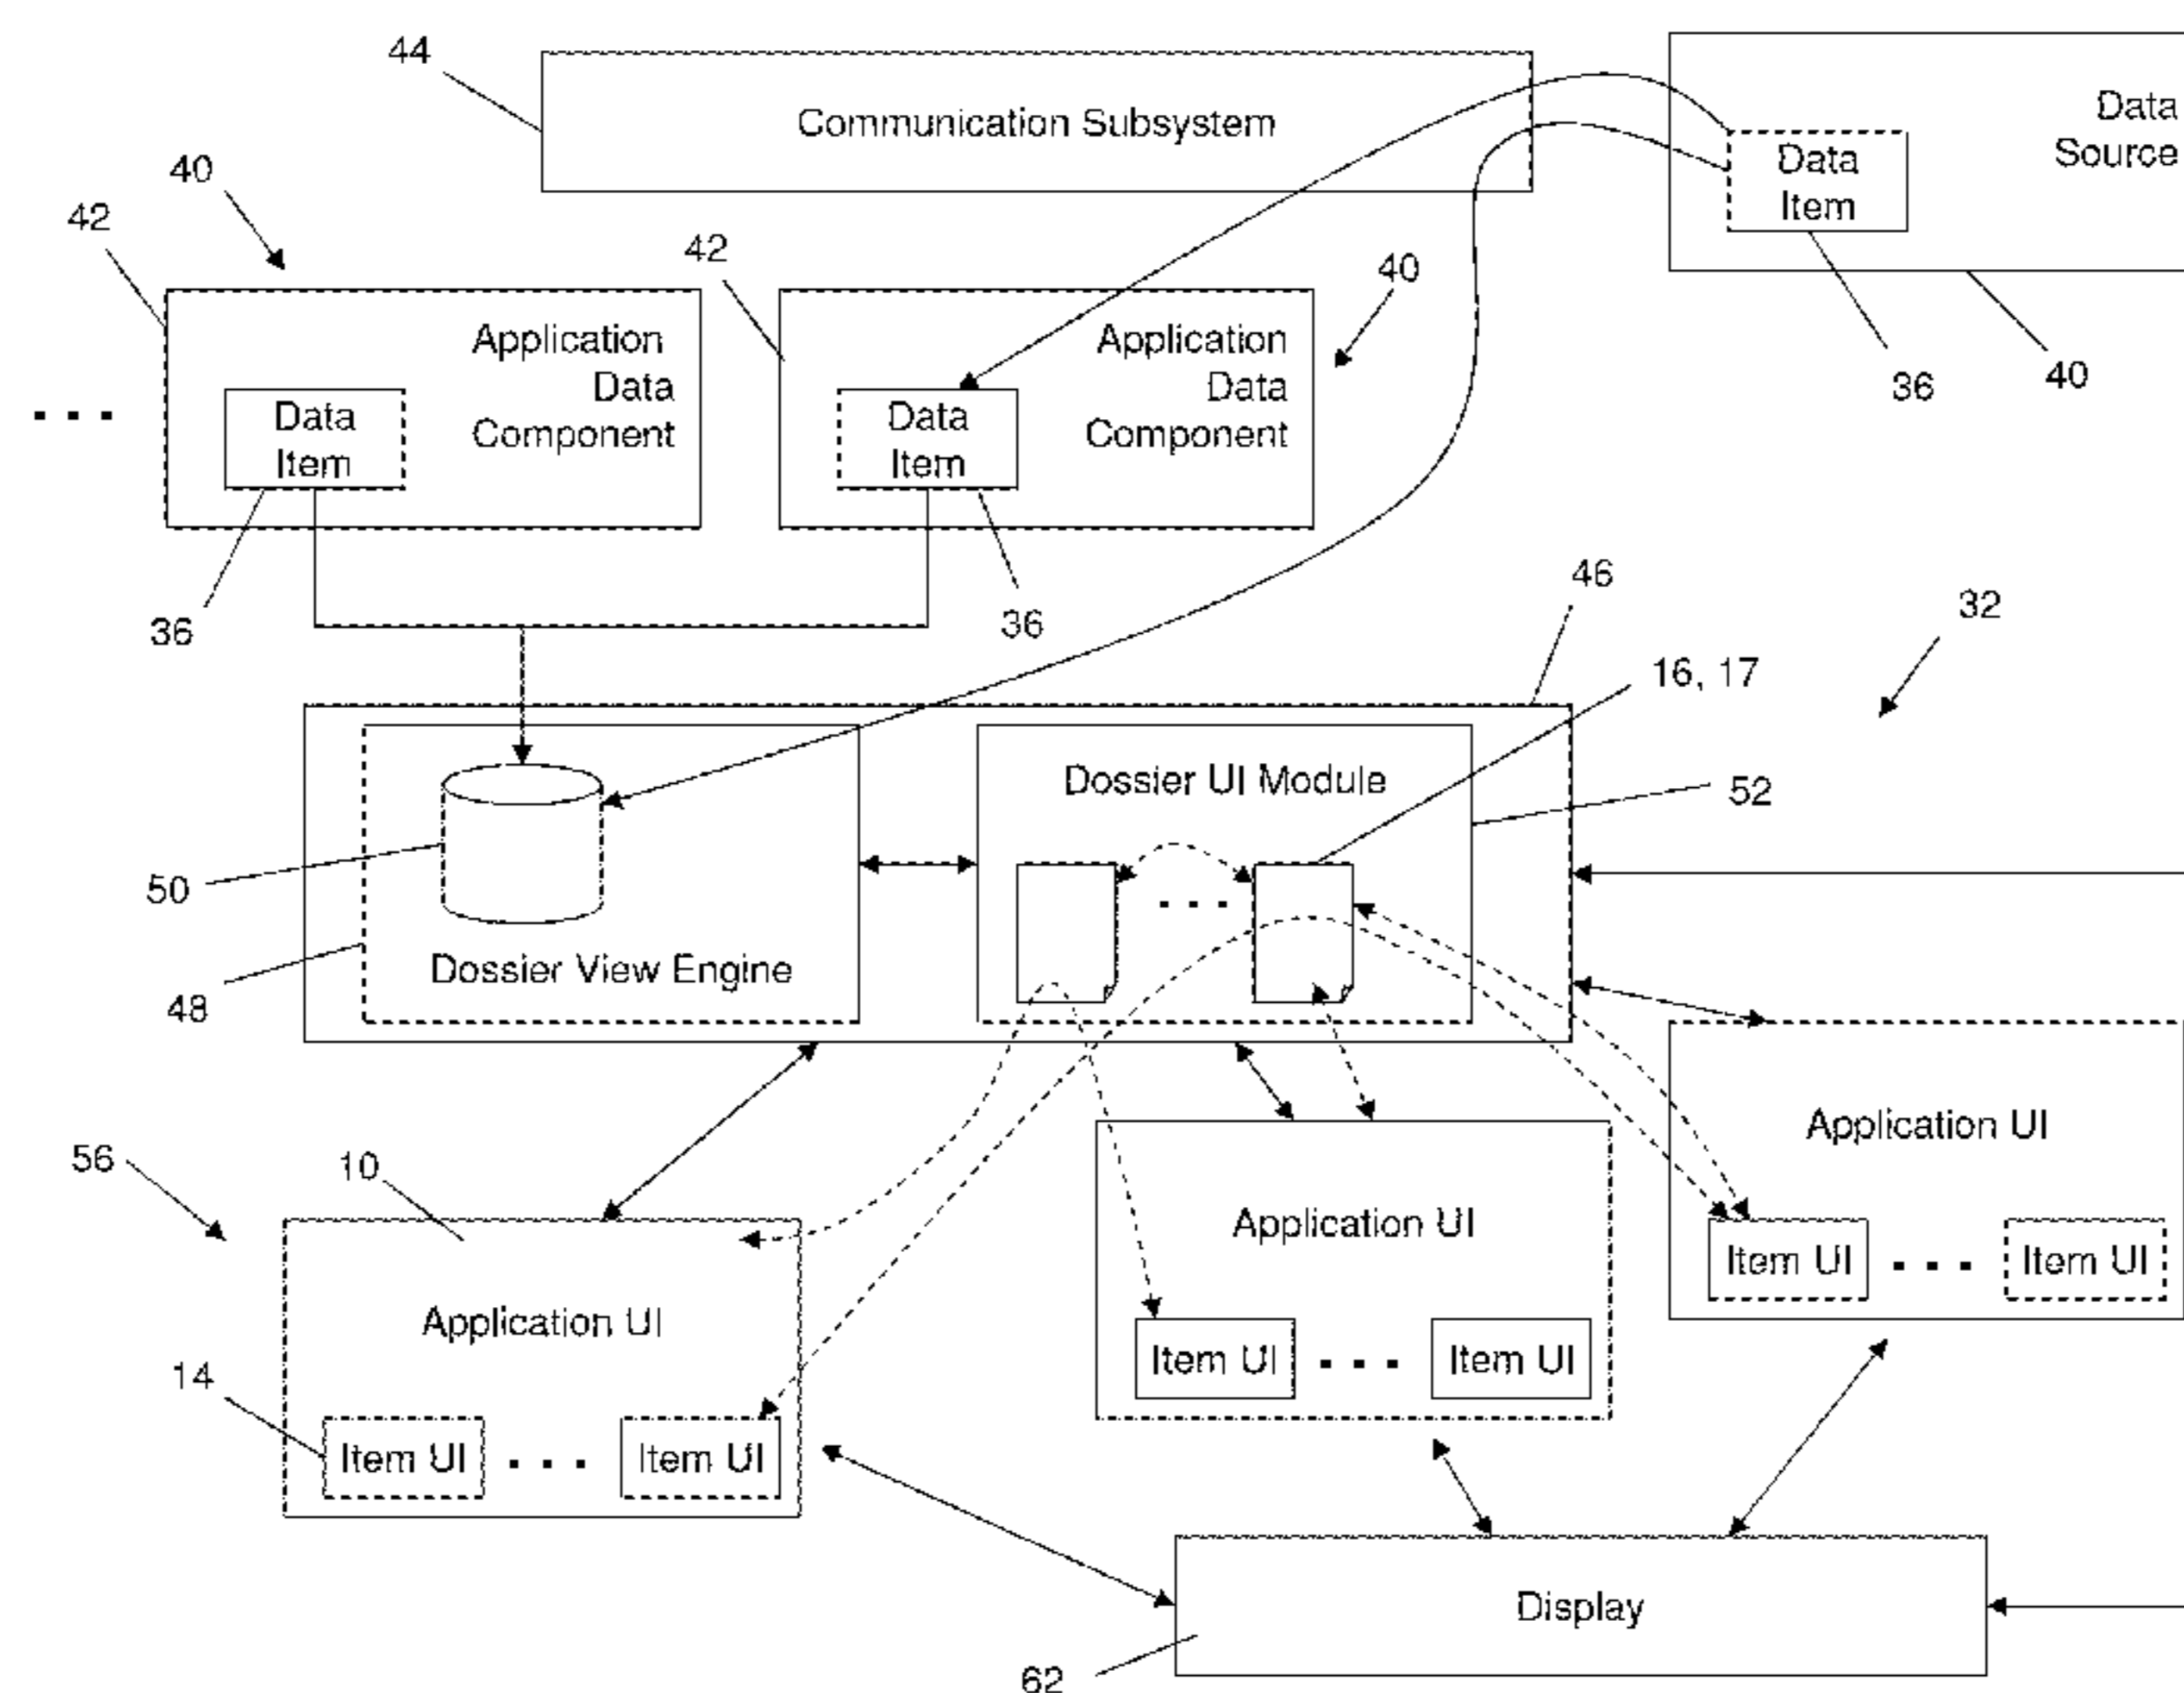 44
Communication Subsystem
Data
Source
Data
Item
40
42
42
40
36
40
Application
Data
Component
Data
Item
Application
Data
Component
Data
Item
. . .
36
36
46
32
16, 17
Dossier UI Module
52
50
. . .
Dossier View Engine
48
56
10
Application UI
Application UI
Item UI
. . .
Item UI
Application UI
Item UI
. . .
Item UI
14
Item UI
. . .
Item UI
Display
62